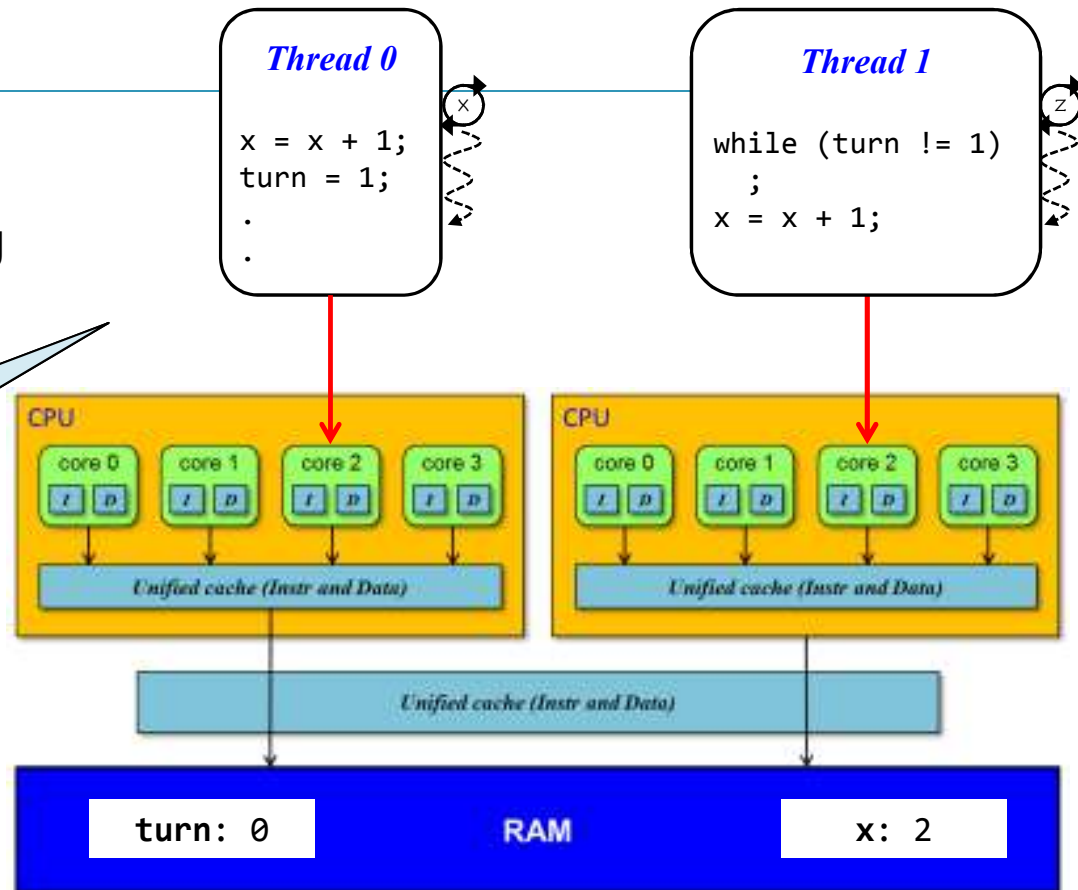 Thread 0
x = x + 1;
turn = 1;
.
.
x
Thread 1
while (turn != 1)
;
x = x + 1;
z
CPU
core 0 core 1 core 2 core 3
I D I D I D I D
Unified cache (Instr and Data)
CPU
core 0 core 1 core 2 core 3
I D I D I D I D
Unified cache (Instr and Data)
Unified cache (Instr and Data)
turn: 0 RAM x: 2